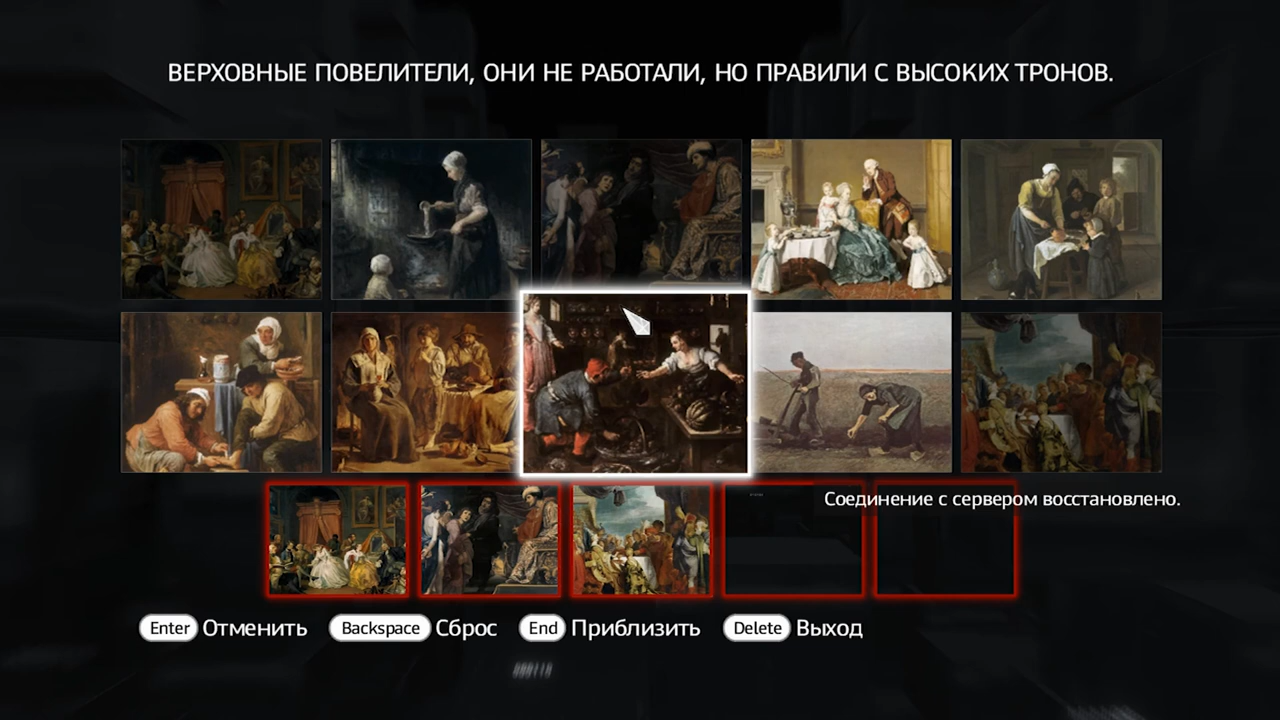 ВЕРХОВНЫЕ ПОВЕЛИТЕЛИ, ОНИ НЕ РАБОТАЛИ, НО ПРАВИЛИ С ВЫСОКИХ ТРОНОВ.
Соединение с сервером восстановлено.
Enter Отменить Backspace Сброс End Приблизить Delete Выход